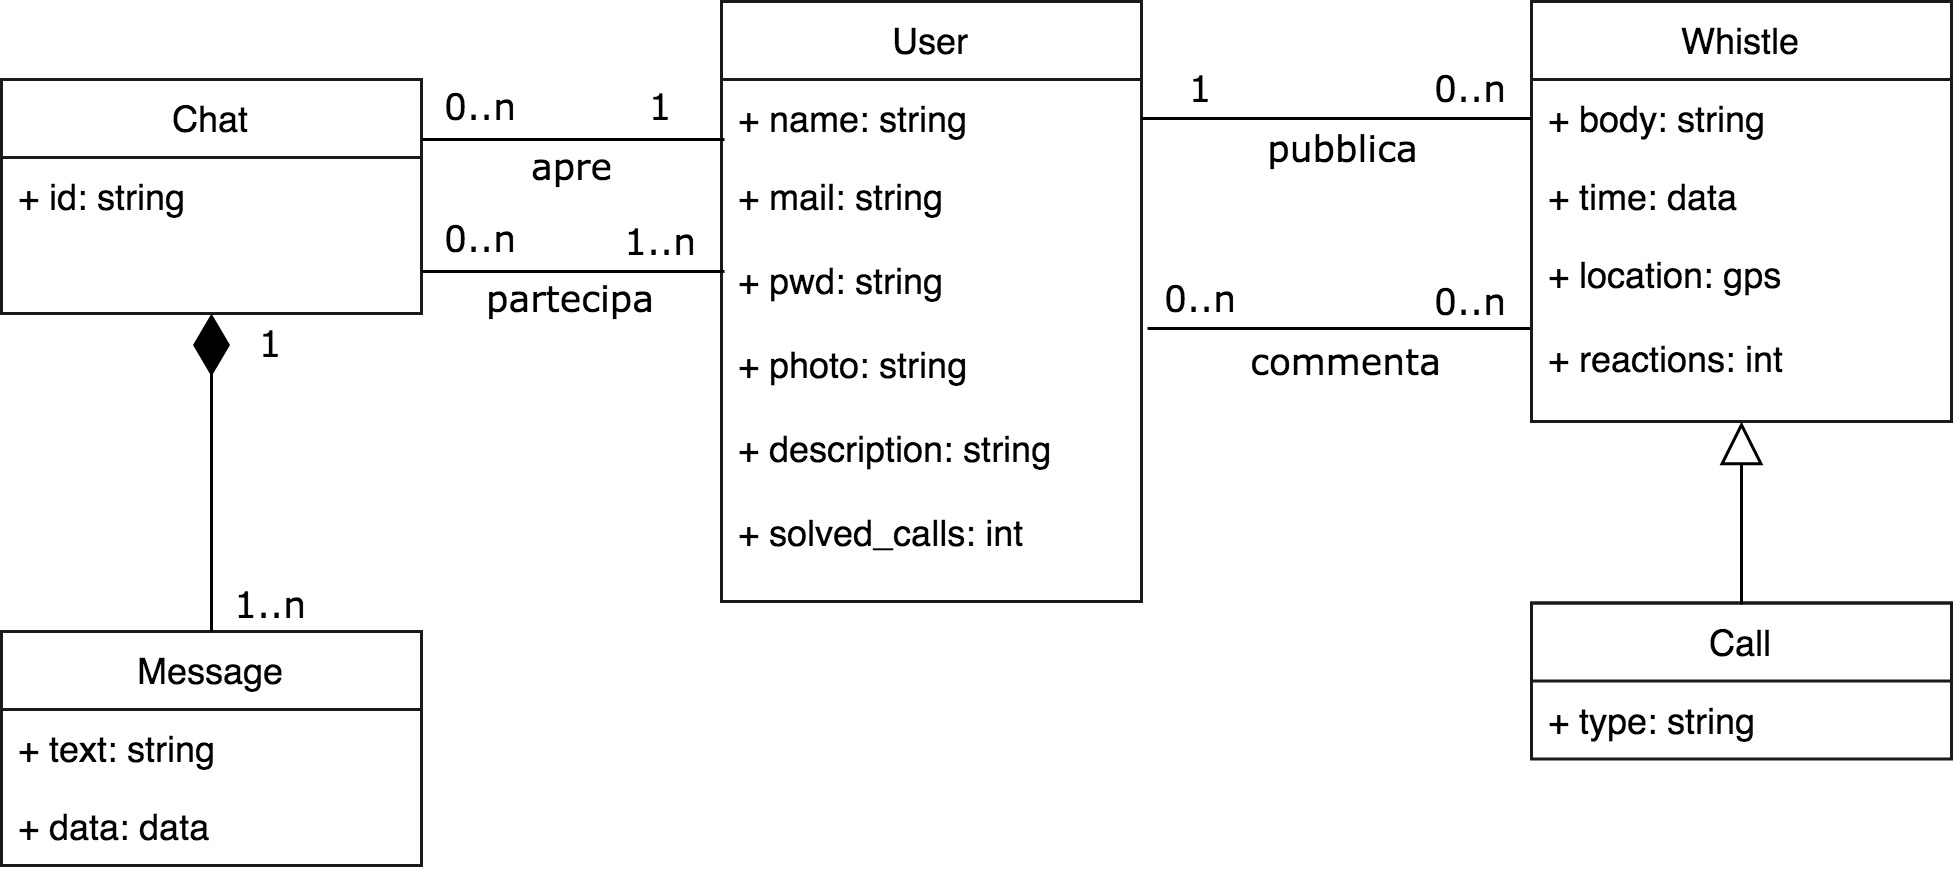 Chat
+ id: string
0..n
1
apre
0..n
1..n
partecipa
1
1..n
Message
+ text: string
+ data: data
User
+ name: string
+ mail: string
+ pwd: string
+ photo: string
+ description: string
+ solved_calls: int
1
0..n
pubblica
0..n
0..n
commenta
Whistle
+ body: string
+ time: data
+ location: gps
+ reactions: int
Call
+ type: string